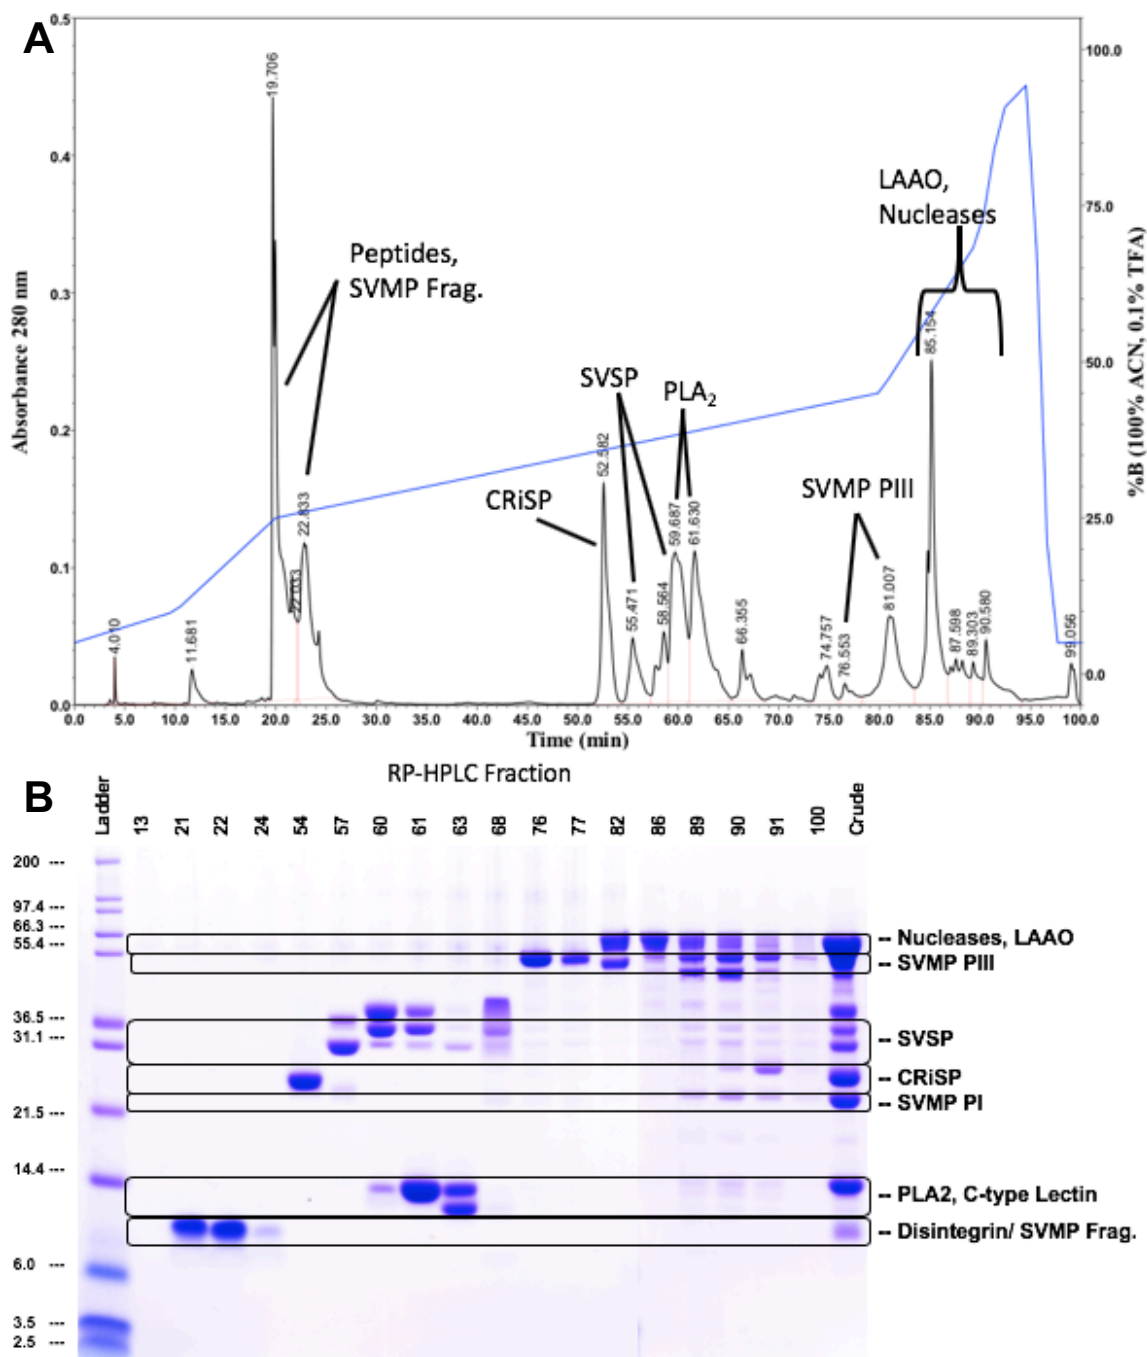 A
0.5
0.4
0.3
0.2
0.1
0.0
Absorbance 280 nm
100.0
75.0
50.0
25.0
0.0
%B (100% ACN, 0.1% TFA)
0.0 5.0 10.0 15.0 20.0 25.0 30.0 35.0 40.0 45.0 50.0 55.0 60.0 65.0 70.0 75.0 80.0 85.0 90.0 95.0 100.0
Time (min)
4.010
11.681
19.706
22.033
22.833
52.582
55.471
58.564
59.687
61.630
66.355
74.757
76.553
81.007
85.154
87.598
89.303
90.580
99.056
Peptides,
SVMP Frag.
CRiSP
SVSP
PLA₂
SVMP PIII
LAAO,
Nucleases
B
RP-HPLC Fraction
Ladder 13 21 22 24 54 57 60 61 63 68 76 77 82 86 89 90 91 100 Crude
200 ---
97.4 ---
66.3 ---
55.4 ---
36.5 ---
31.1 ---
21.5 ---
14.4 ---
6.0 ---
3.5 ---
2.5 ---
-- Nucleases, LAAO
-- SVMP PIII
-- SVSP
-- CRiSP
-- SVMP PI
-- PLA2, C-type Lectin
-- Disintegrin/ SVMP Frag.